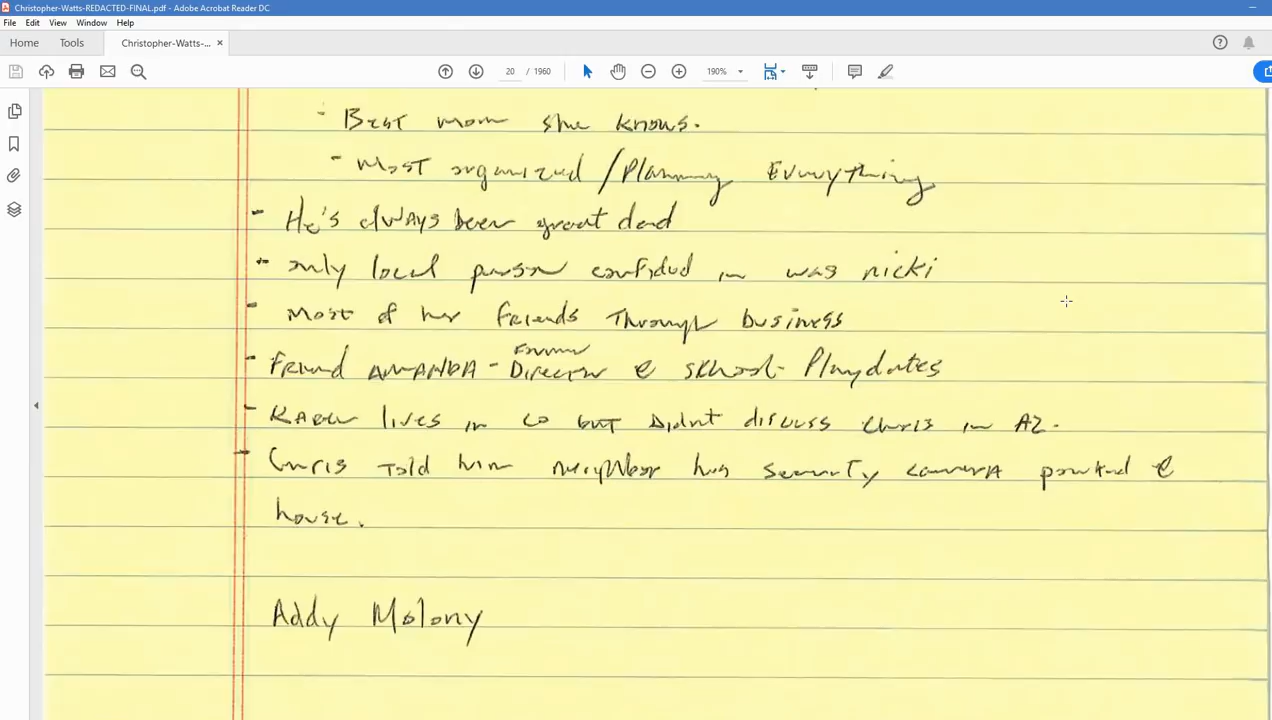 Christopher-Watts-REDACTED-FINAL.pdf - Adobe Acrobat Reader DC
File Edit View Window Help
Home Tools Christopher-Watts-... ×
20 / 1960 190%
- Best mom she knows.
- Most organized / Planning Everything
- He's always been great dad
- only local person confided in was nicki
- Most of her friends Through business
Former
- Friend AMANDA - Director @ school - Playdates
- Karen lives in CO but Didnt discuss Chris in AZ.
- Chris Told him neighbor has security camera pointed @
house.
Addy Molony